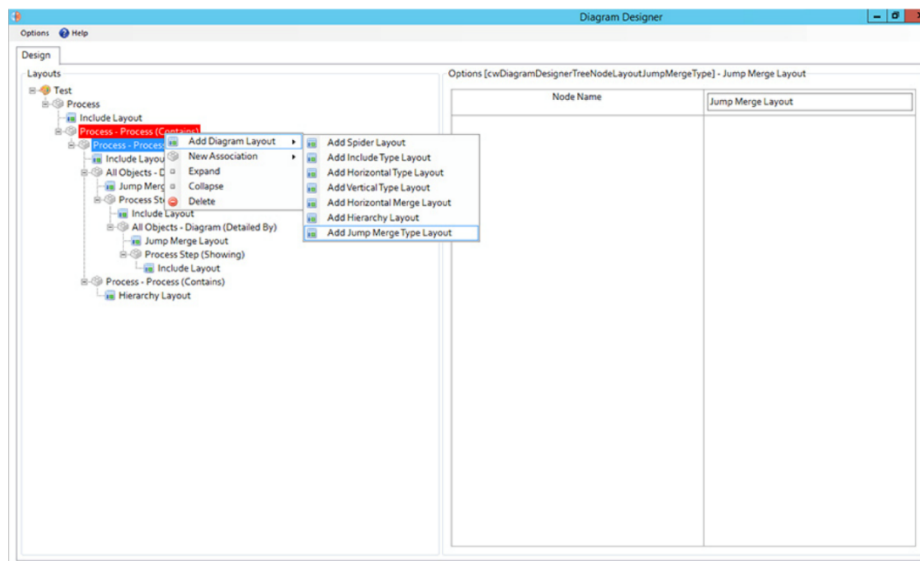 Diagram Designer
Options Help
Design
Layouts
Test
Process
Include Layout
Process - Process (Contains)
Process - Process
Include Layou
All Objects - D
Jump Merg
Process St
Include Layout
All Objects - Diagram (Detailed By)
Jump Merge Layout
Process Step (Showing)
Include Layout
Process - Process (Contains)
Hierarchy Layout
Add Diagram Layout
New Association
Expand
Collapse
Delete
Add Spider Layout
Add Include Type Layout
Add Horizontal Type Layout
Add Vertical Type Layout
Add Horizontal Merge Layout
Add Hierarchy Layout
Add Jump Merge Type Layout
Options [cwDiagramDesignerTreeNodeLayoutJumpMergeType] - Jump Merge Layout
Node Name
Jump Merge Layout